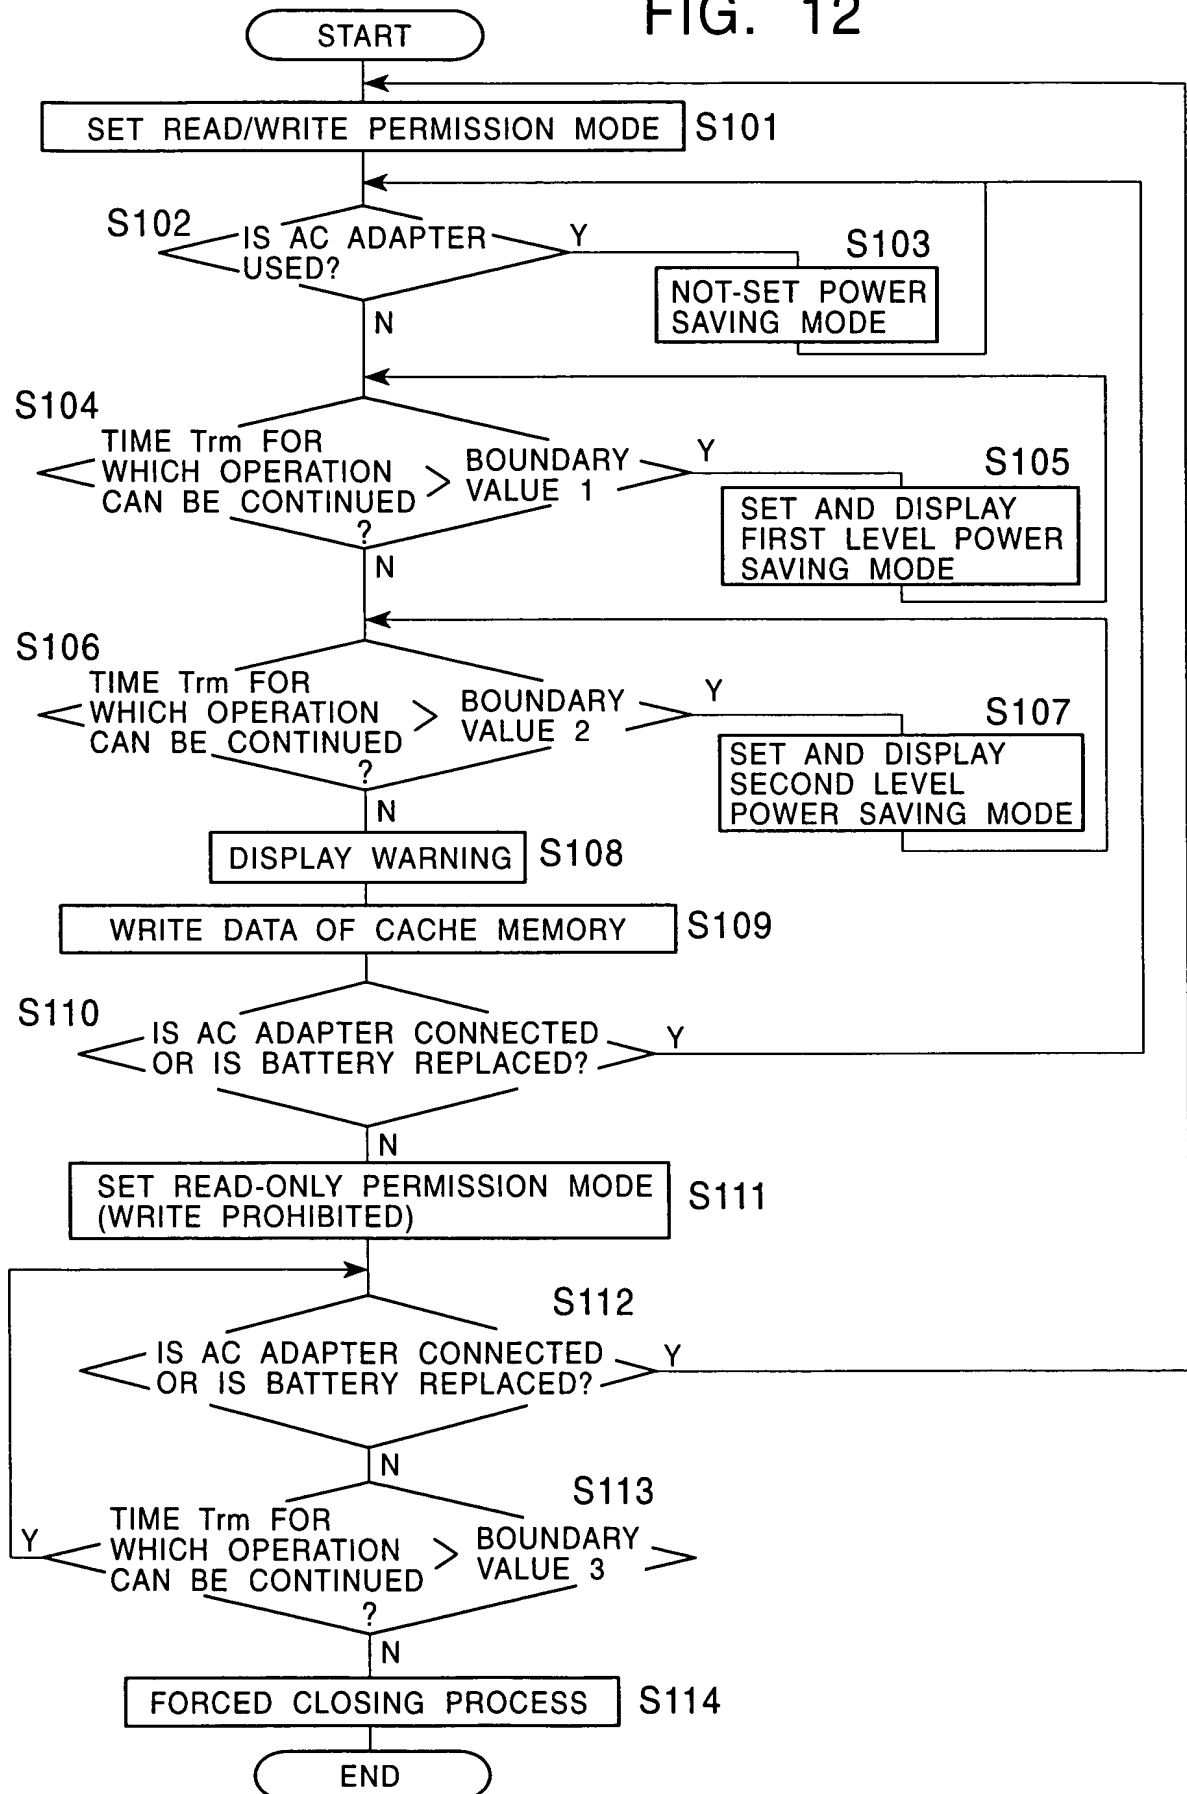 FIG. 12
START
SET READ/WRITE PERMISSION MODE
S101
S102
IS AC ADAPTER
USED?
Y
S103
NOT-SET POWER
SAVING MODE
N
S104
TIME Trm FOR
WHICH OPERATION
CAN BE CONTINUED
>
BOUNDARY
VALUE 1
?
Y
S105
SET AND DISPLAY
FIRST LEVEL POWER
SAVING MODE
N
S106
TIME Trm FOR
WHICH OPERATION
CAN BE CONTINUED
>
BOUNDARY
VALUE 2
?
Y
S107
SET AND DISPLAY
SECOND LEVEL
POWER SAVING MODE
N
DISPLAY WARNING
S108
WRITE DATA OF CACHE MEMORY
S109
S110
IS AC ADAPTER CONNECTED
OR IS BATTERY REPLACED?
Y
N
SET READ-ONLY PERMISSION MODE
(WRITE PROHIBITED)
S111
S112
IS AC ADAPTER CONNECTED
OR IS BATTERY REPLACED?
Y
N
S113
Y
TIME Trm FOR
WHICH OPERATION
CAN BE CONTINUED
>
BOUNDARY
VALUE 3
?
N
FORCED CLOSING PROCESS
S114
END